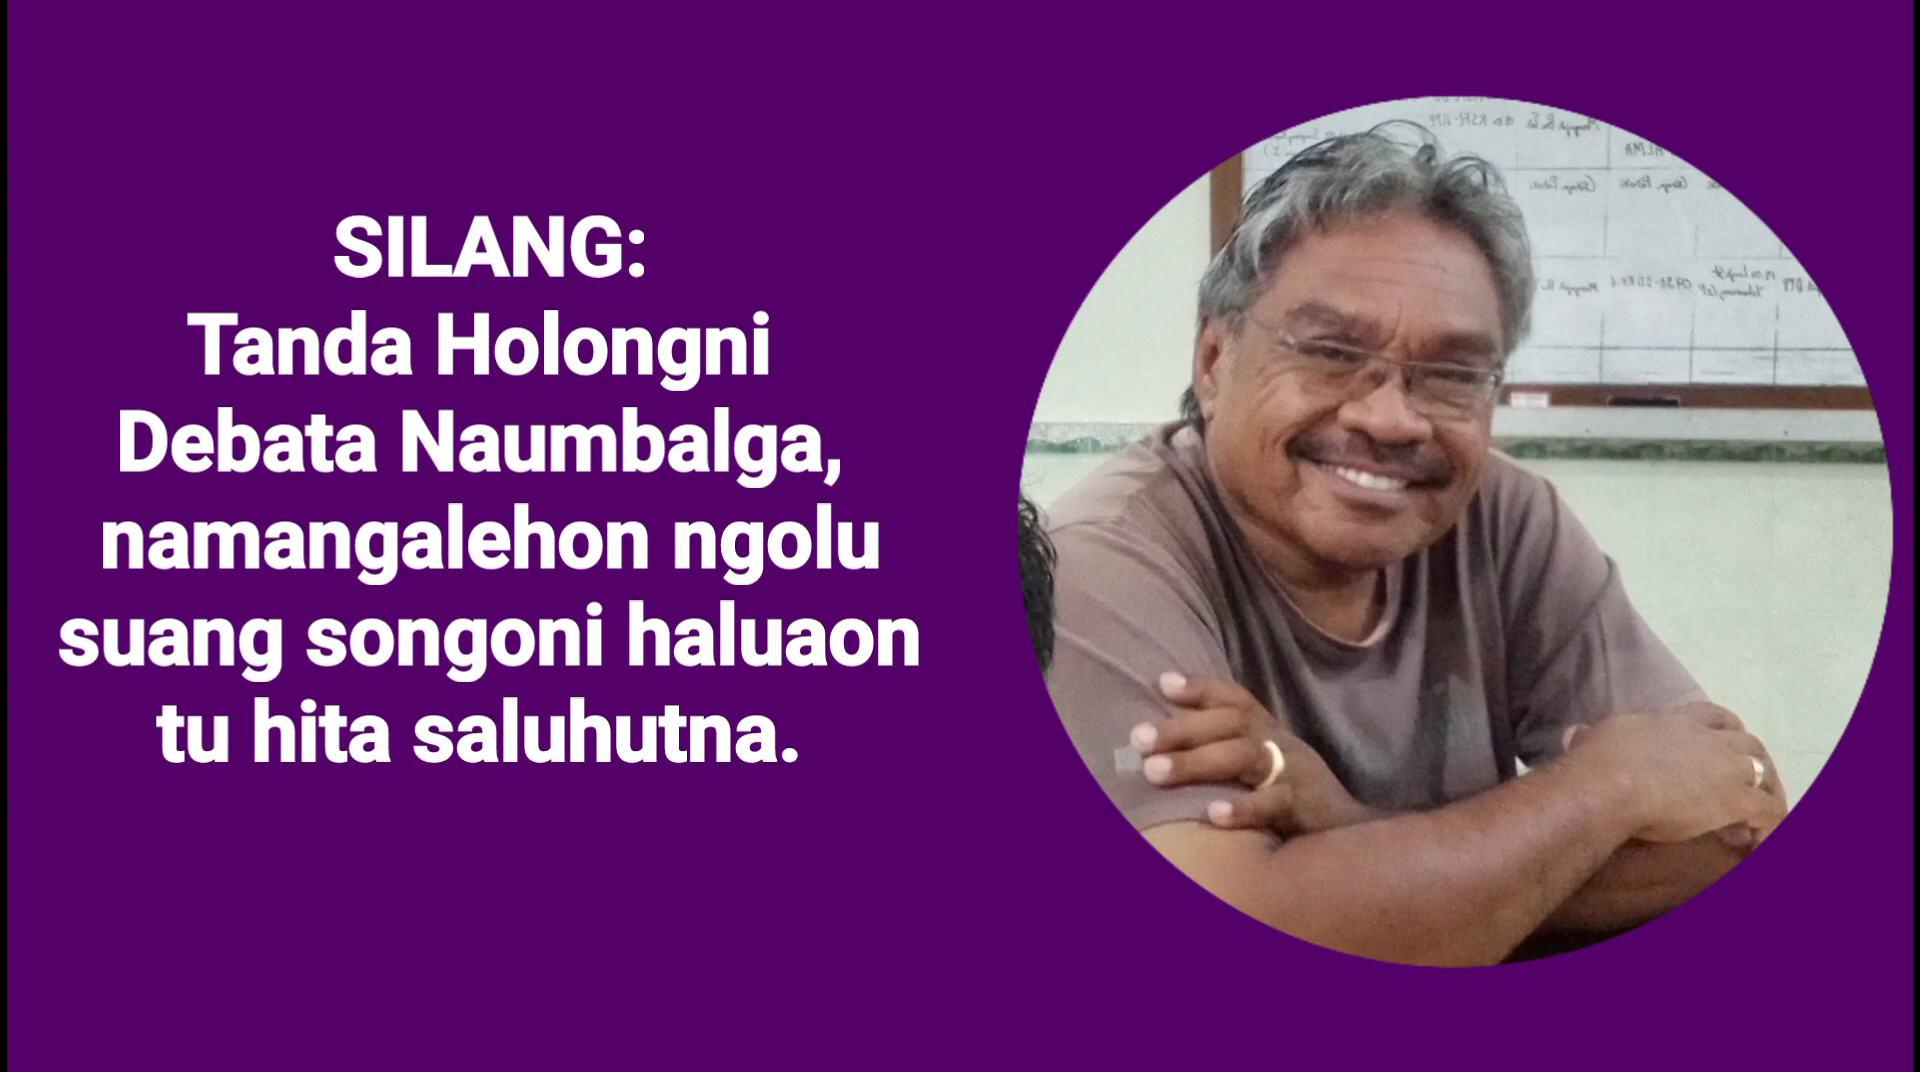 SILANG:
Tanda Holongni
Debata Naumbalga,
namangalehon ngolu
suang songoni haluaon
tu hita saluhutna.